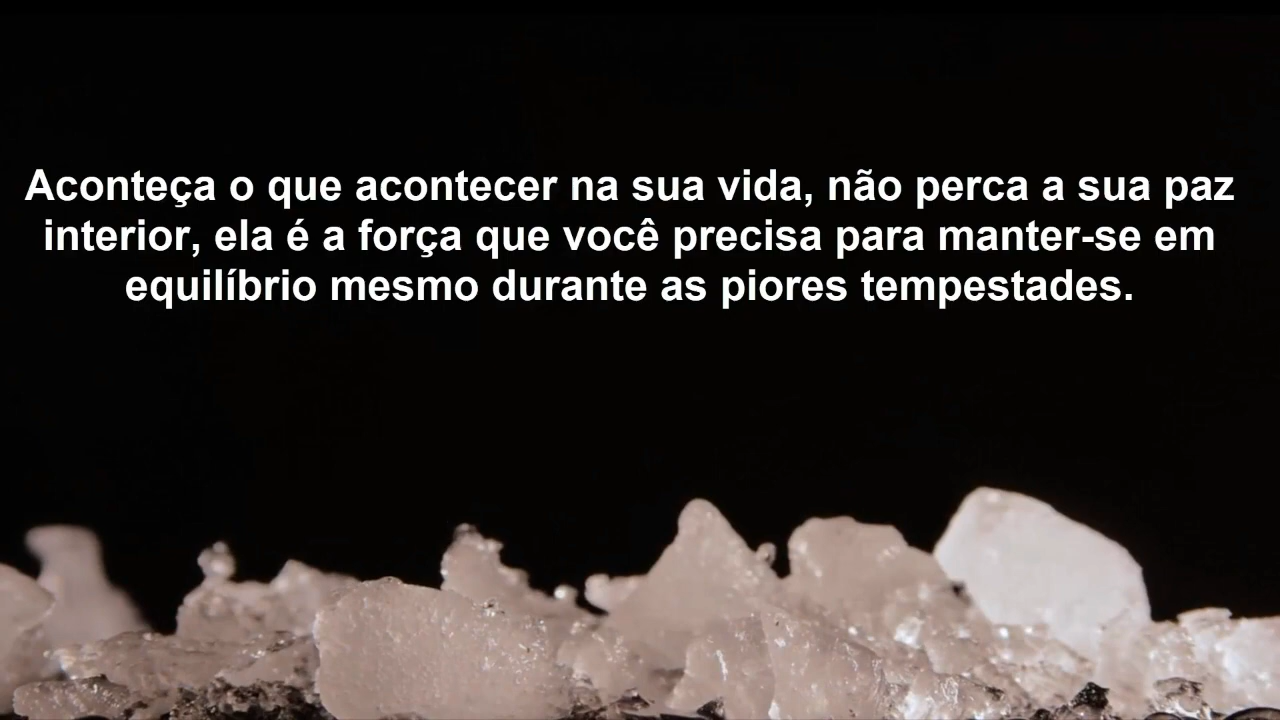 Aconteça o que acontecer na sua vida, não perca a sua paz
interior, ela é a força que você precisa para manter-se em
equilíbrio mesmo durante as piores tempestades.